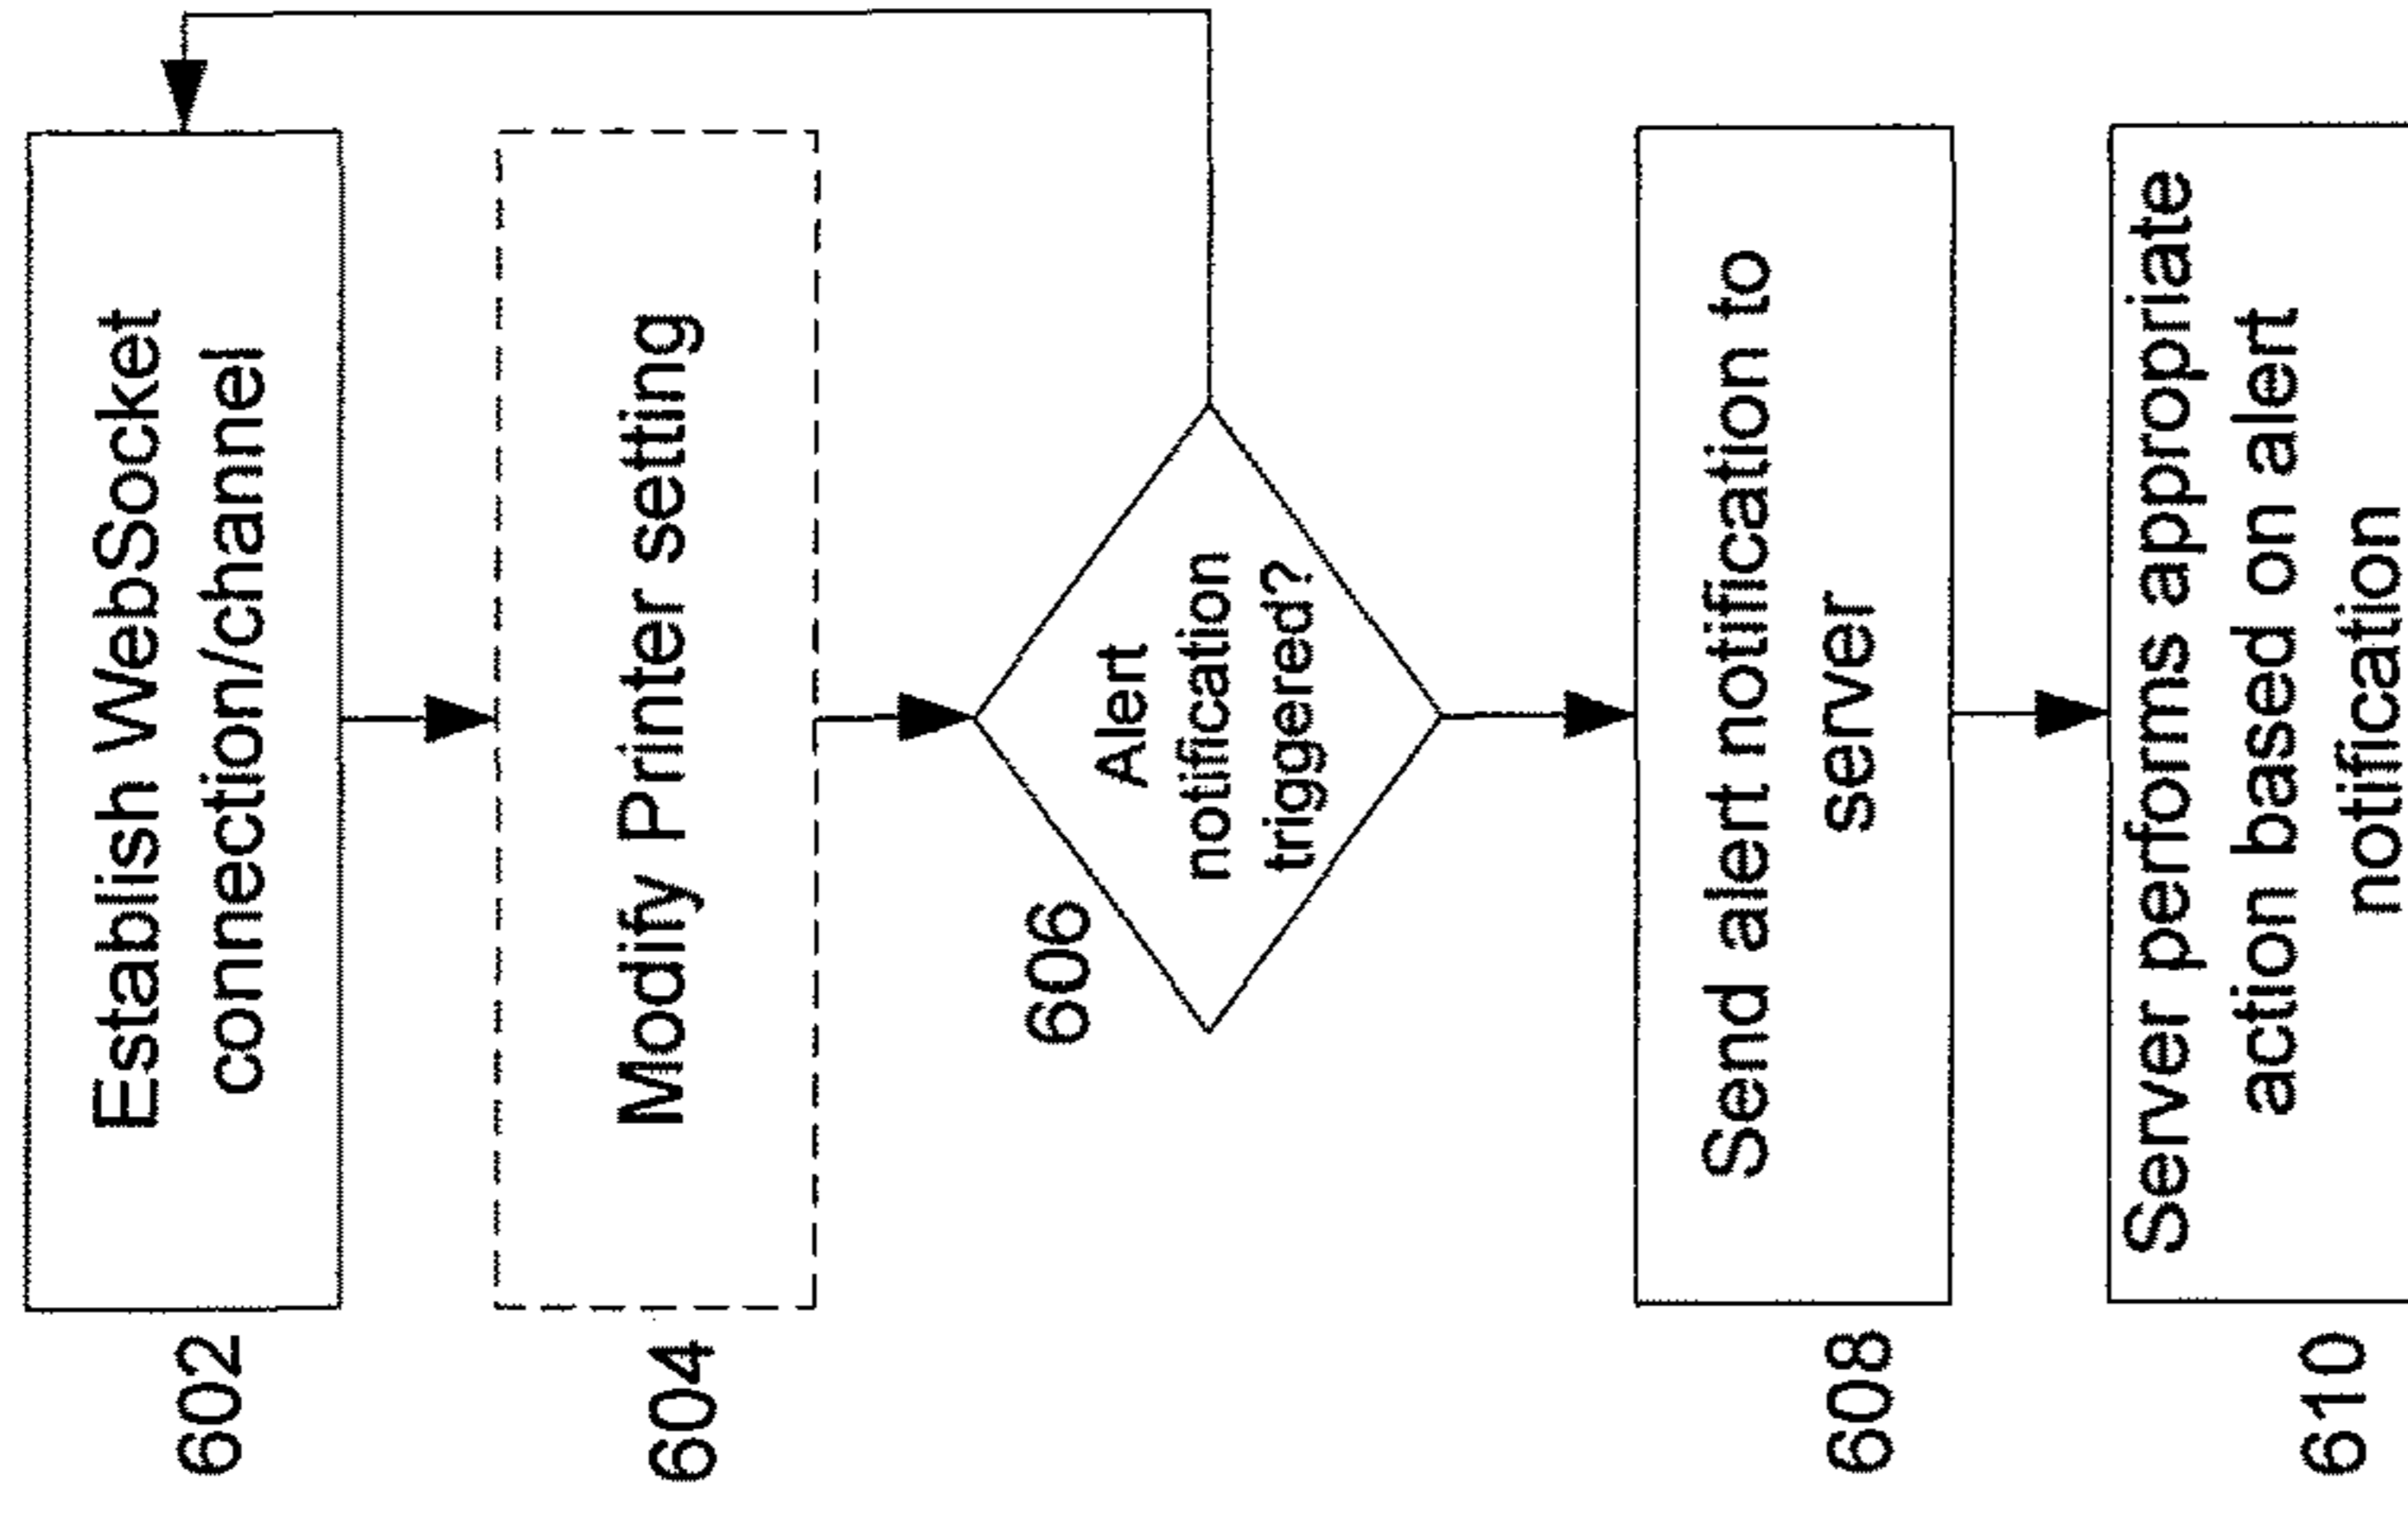 602
Establish WebSocket
connection/channel
604
Modify Printer setting
606
Alert
notification
triggered?
608
Send alert notification to
server
610
Server performs appropriate
action based on alert
notification